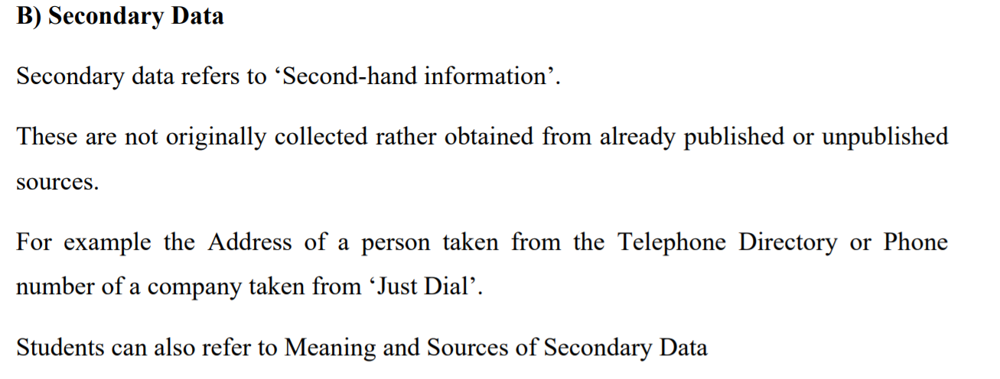 B) Secondary Data
Secondary data refers to ‘Second-hand information’.
These are not originally collected rather obtained from already published or unpublished
sources.
For example the Address of a person taken from the Telephone Directory or Phone
number of a company taken from ‘Just Dial’.
Students can also refer to Meaning and Sources of Secondary Data